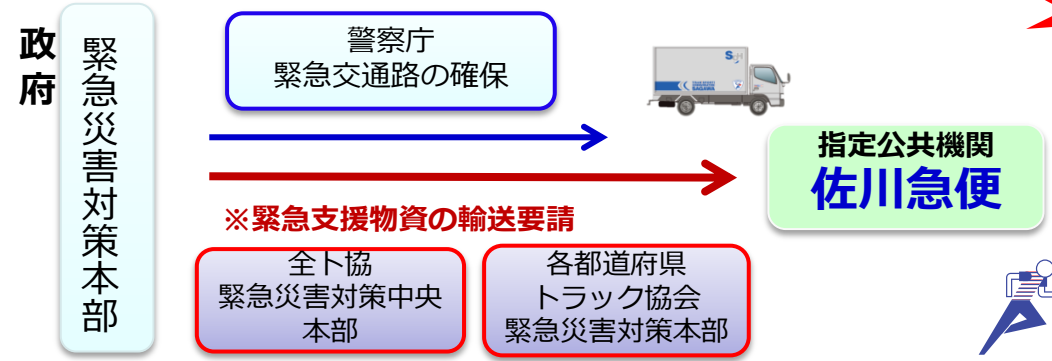 政府
緊急災害対策本部
警察庁
緊急交通路の確保
指定公共機関
佐川急便
※緊急支援物資の輸送要請
全ト協
緊急災害対策中央
本部
各都道府県
トラック協会
緊急災害対策本部